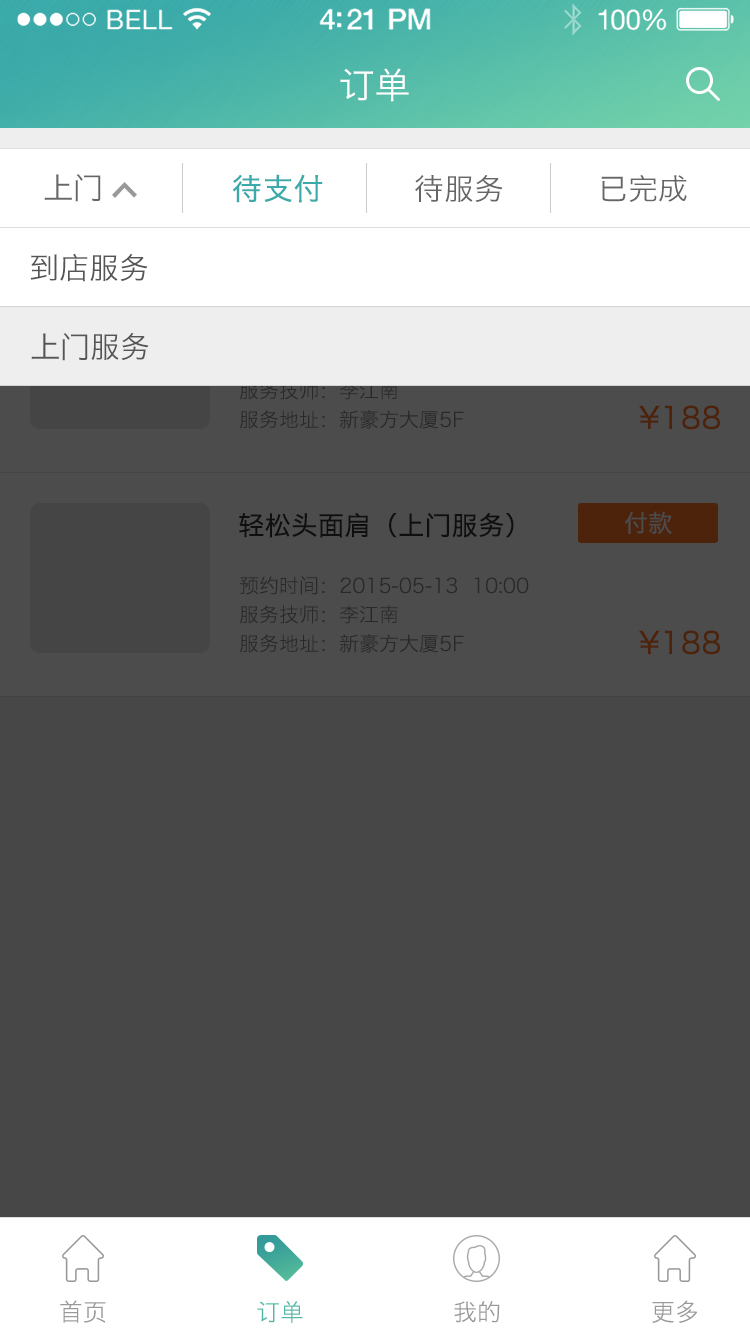 BELL 4:21 PM 100%
订单
上门 待支付 待服务 已完成
到店服务
上门服务
服务技师：李江南
服务地址：新豪方大厦5F
¥188
轻松头面肩（上门服务） 付款
预约时间：2015-05-13 10:00
服务技师：李江南
服务地址：新豪方大厦5F
¥188
首页 订单 我的 更多